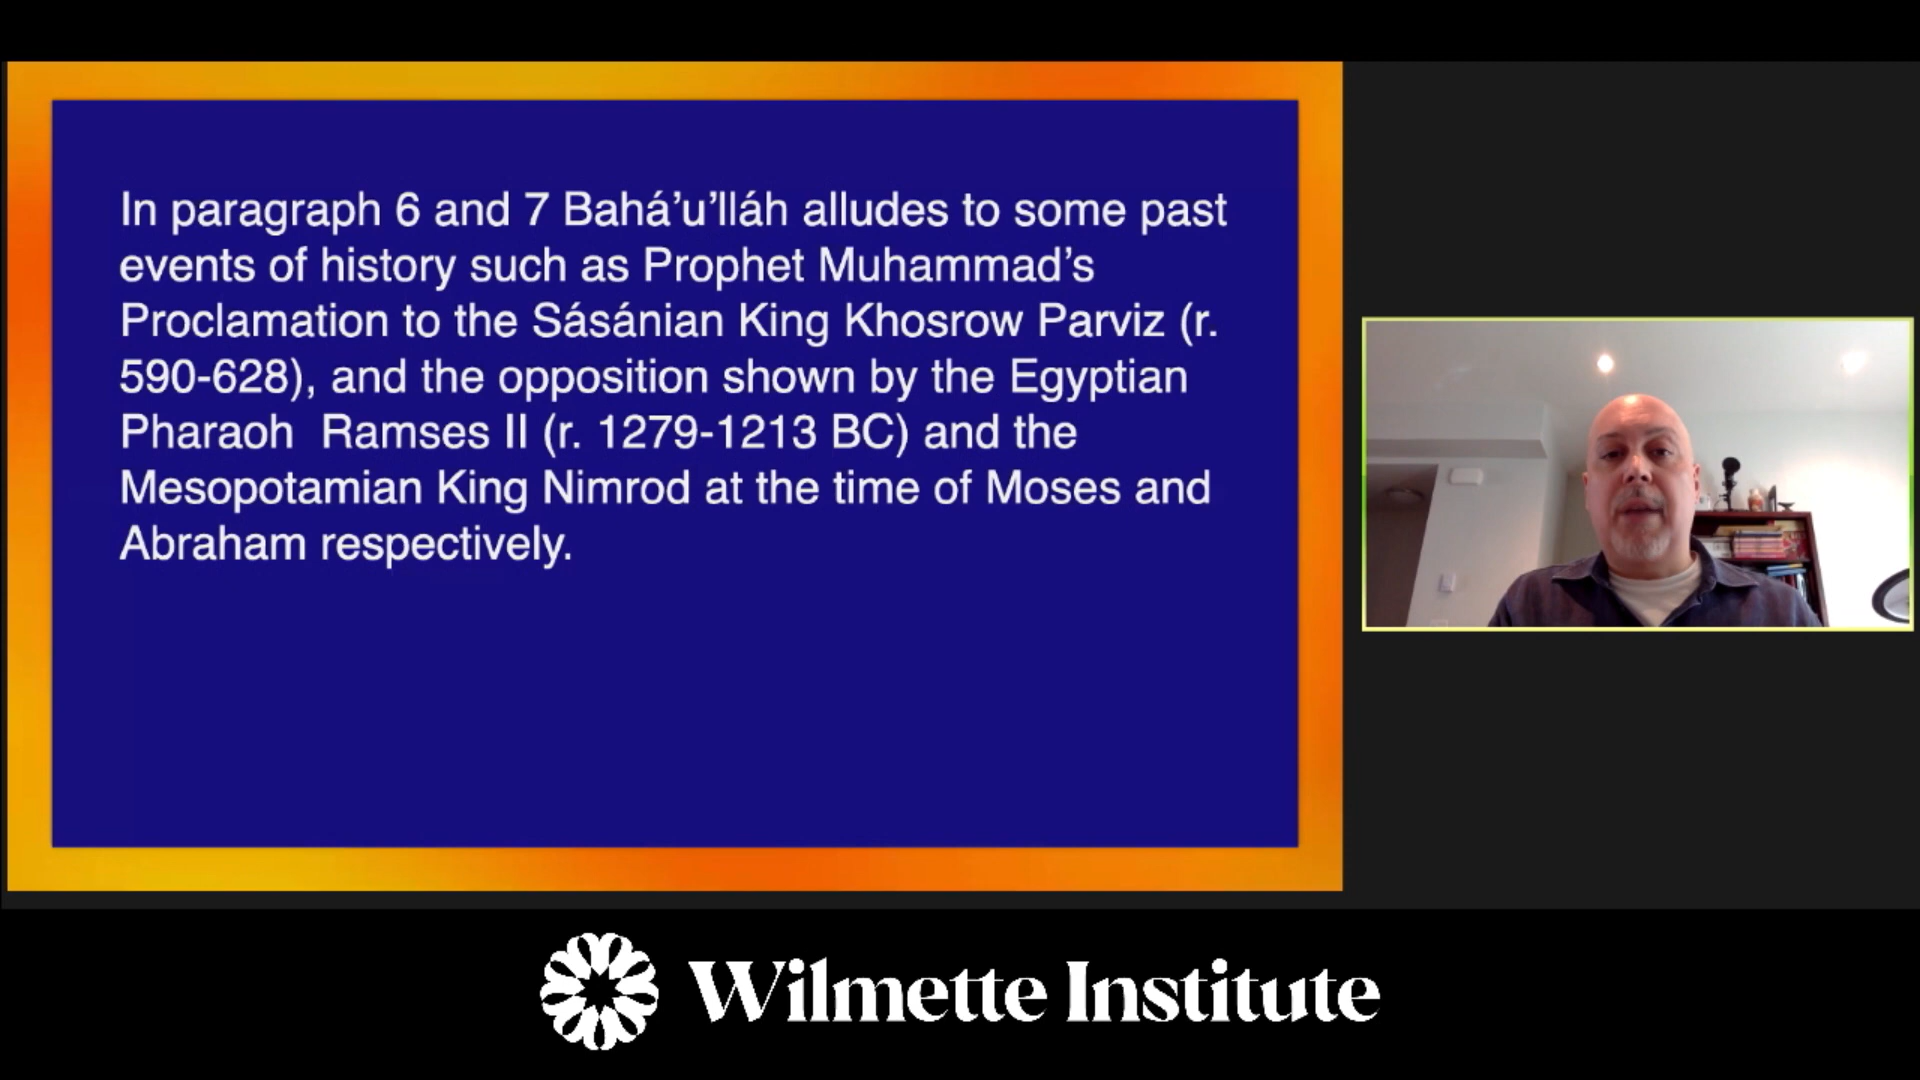 In paragraph 6 and 7 Bahá’u’lláh alludes to some past
events of history such as Prophet Muhammad’s
Proclamation to the Sásánian King Khosrow Parviz (r.
590-628), and the opposition shown by the Egyptian
Pharaoh  Ramses II (r. 1279-1213 BC) and the
Mesopotamian King Nimrod at the time of Moses and
Abraham respectively.
Wilmette Institute